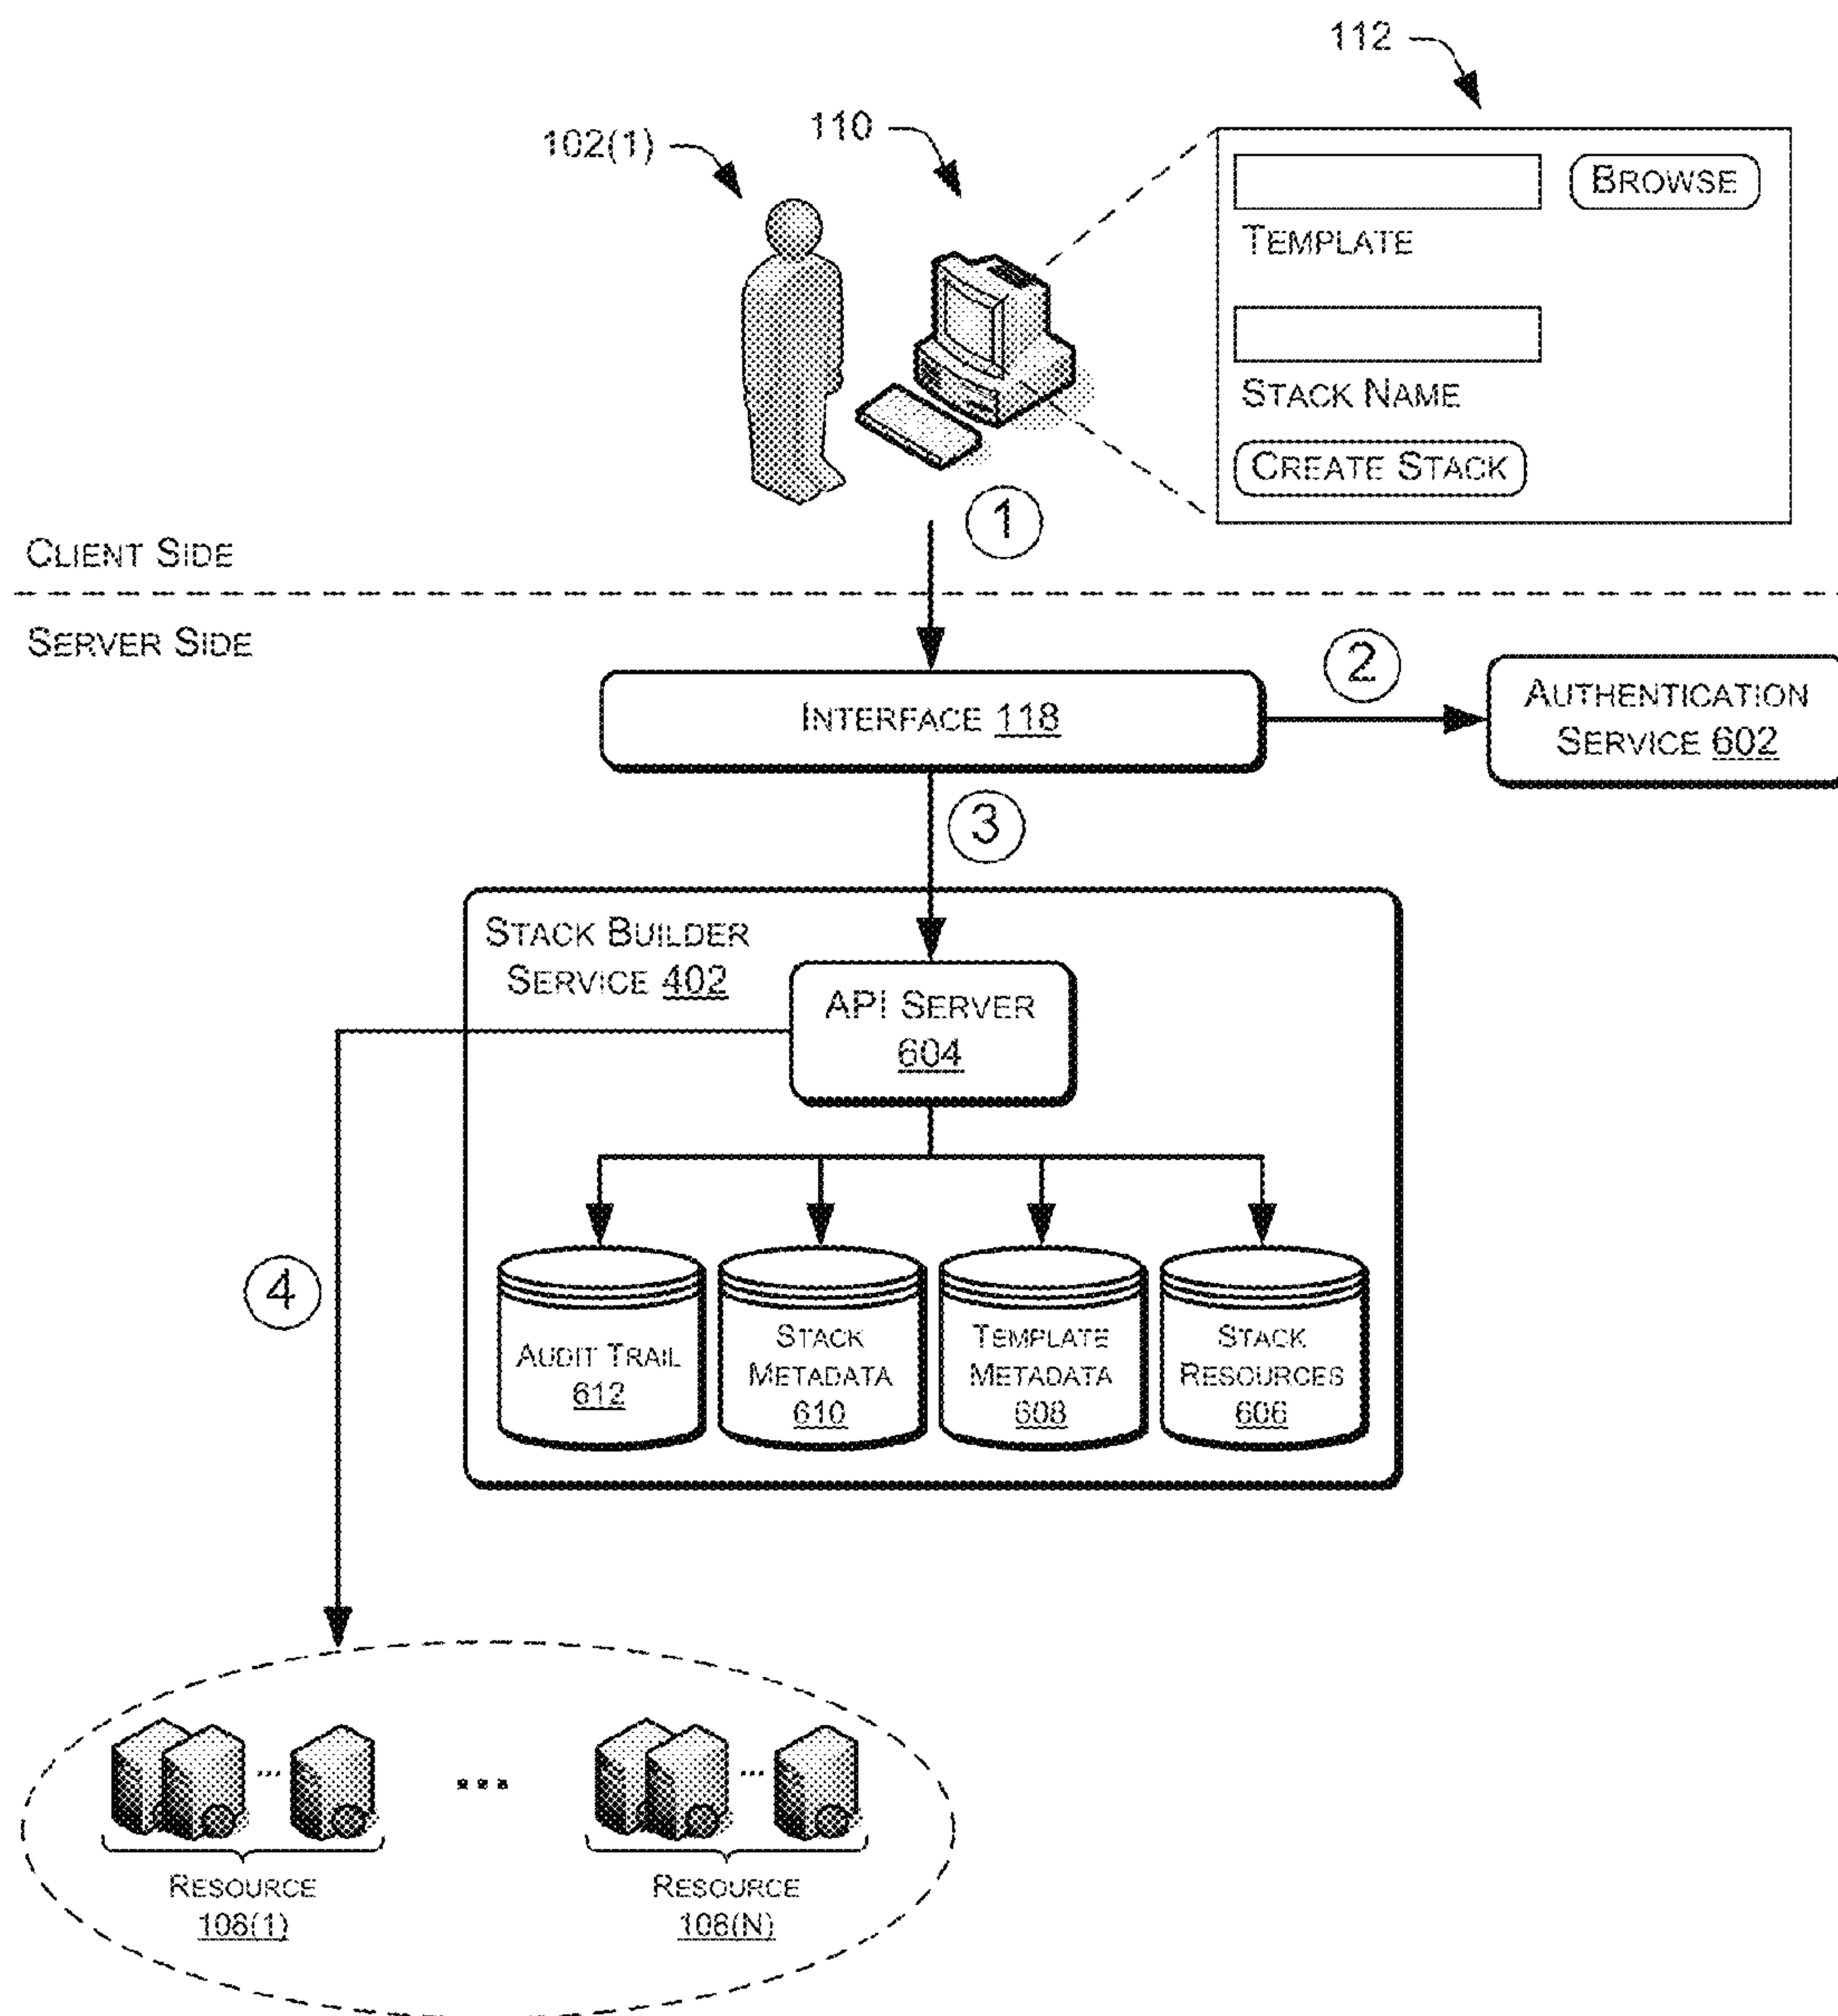 112
110
102(1)
BROWSE
TEMPLATE
STACK NAME
CREATE STACK
1
CLIENT SIDE
SERVER SIDE
2
INTERFACE 118
AUTHENTICATION
SERVICE 602
3
STACK BUILDER
SERVICE 402
API SERVER
604
4
AUDIT TRAIL
612
STACK
METADATA
610
TEMPLATE
METADATA
608
STACK
RESOURCES
606
...
...
...
RESOURCE
108(1)
RESOURCE
108(N)